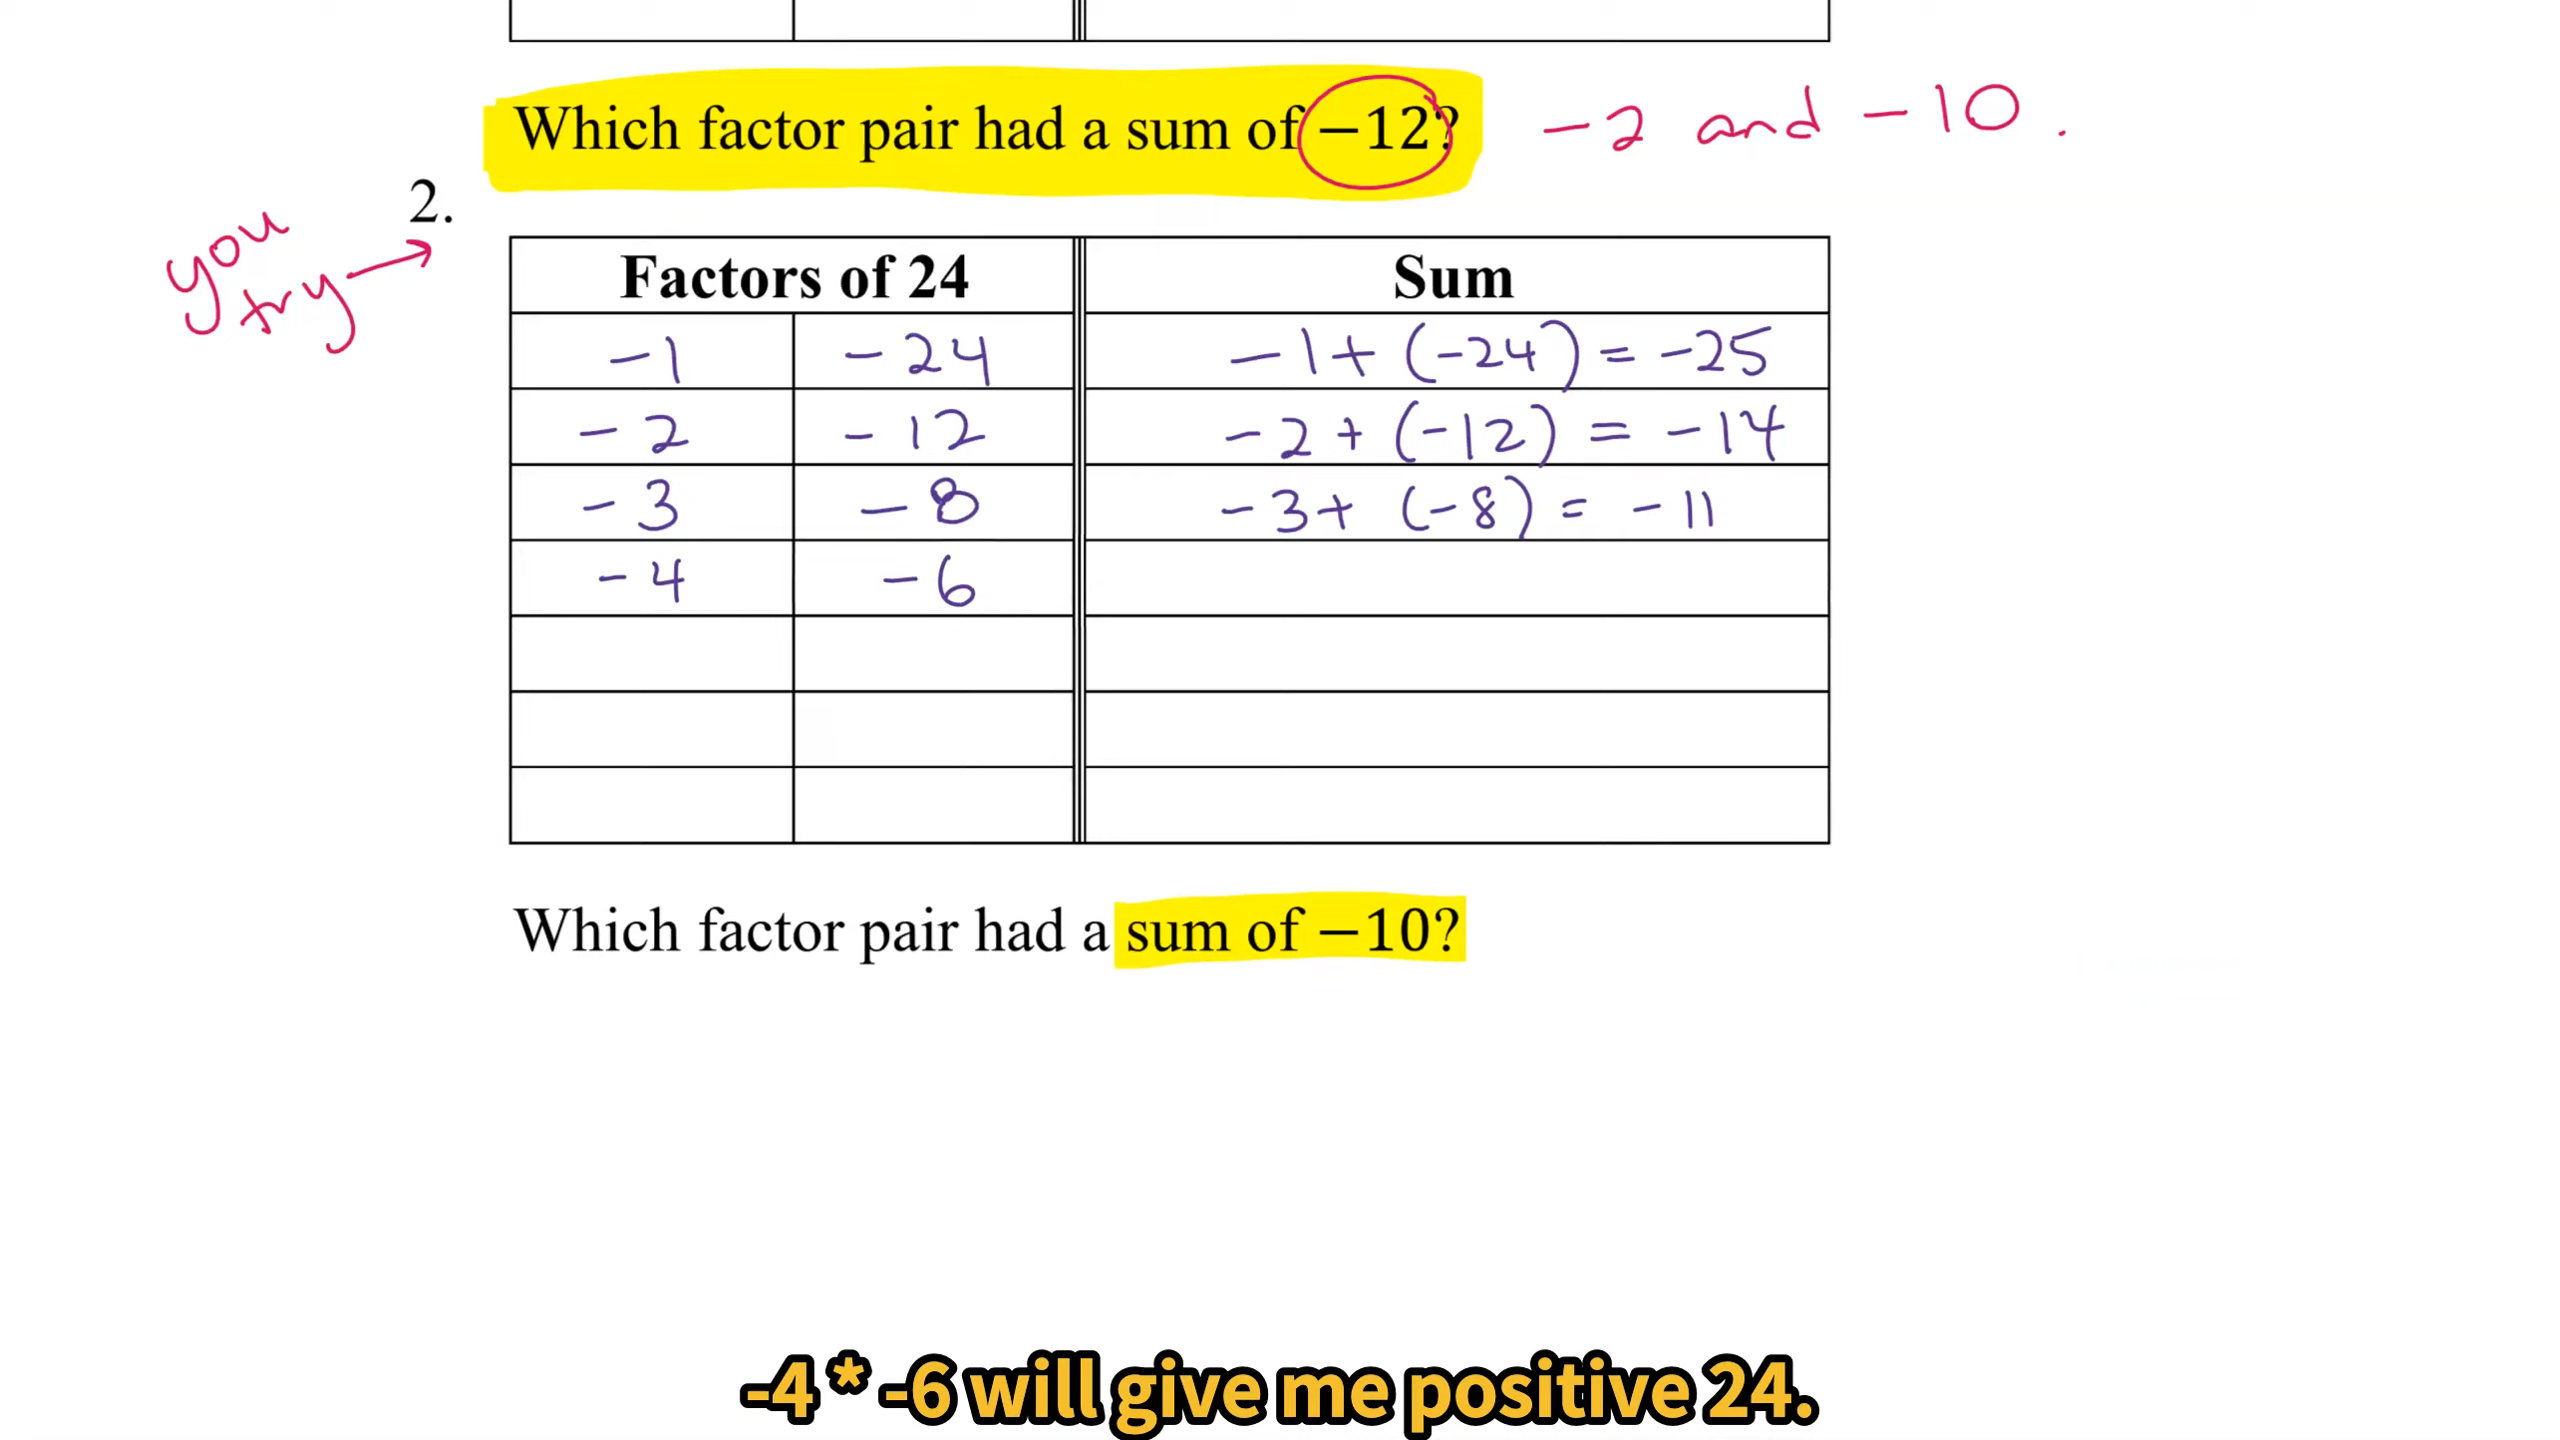 Which factor pair had a sum of −12? -2 and -10.
2.
you try →
Factors of 24 Sum
-1 -24 -1+(-24) = -25
-2 -12 -2+(-12) = -14
-3 -8 -3+(-8) = -11
-4 -6
Which factor pair had a sum of −10?
-4 * -6 will give me positive 24.